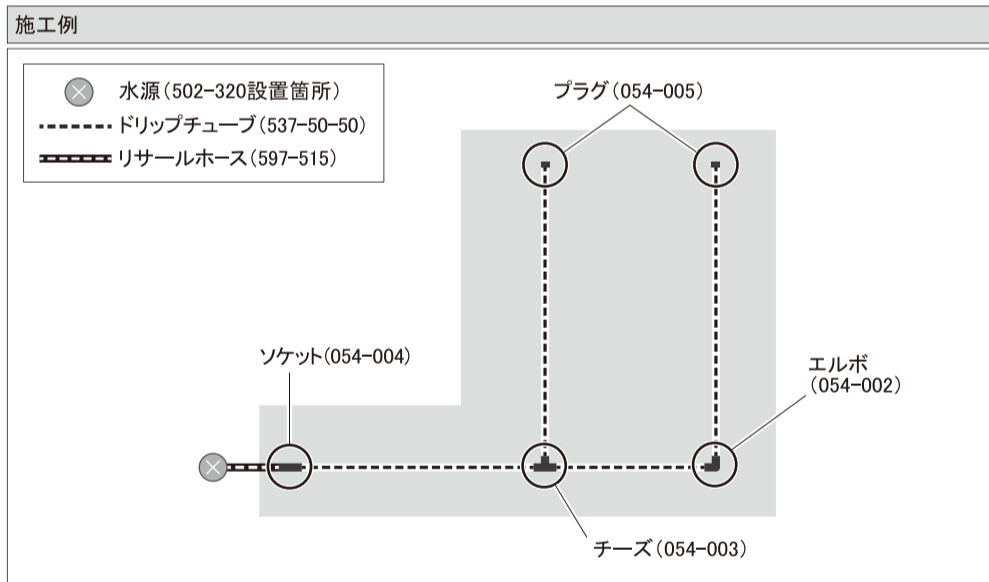 施工例
水源(502-320設置箇所)
ドリップチューブ(537-50-50)
リサールホース(597-515)
プラグ(054-005)
ソケット(054-004)
エルボ
(054-002)
チーズ(054-003)